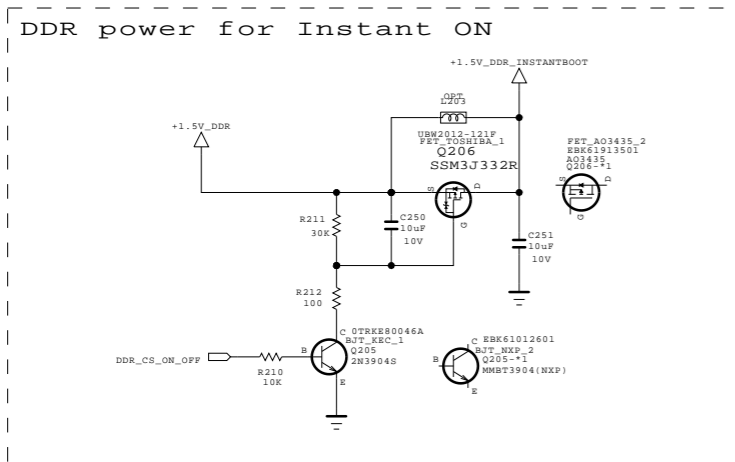 DDR power for Instant ON
+1.5V_DDR_INSTANTBOOT
OPT
L203
UBW2012-121F
+1.5V_DDR
FET_TOSHIBA_1
Q206
SSM3J332R
FET_AO3435_2
EBK61913501
AO3435
Q206-*1
S
D
G
S
D
G
R211
30K
C250
10uF
10V
C251
10uF
10V
R212
100
C
0TRKE80046A
BJT_KEC_1
Q205
2N3904S
B
E
DDR_CS_ON_OFF
R210
10K
C
EBK61012601
BJT_NXP_2
Q205-*1
MMBT3904(NXP)
B
E